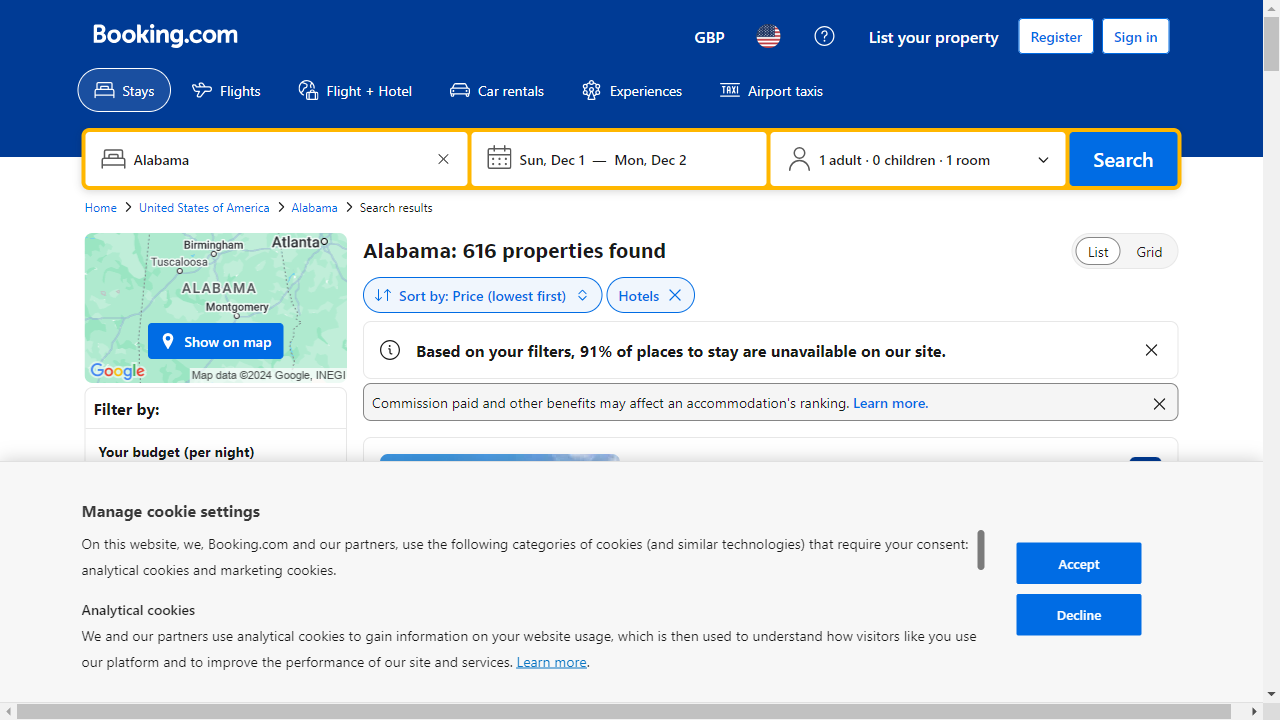 Booking.com
GBP
List your property
Register
Sign in
Stays
Flights
Flight + Hotel
Car rentals
Experiences
TAXI
Airport taxis
Alabama
Sun, Dec 1 — Mon, Dec 2
1 adult · 0 children · 1 room
Search
Home
United States of America
Alabama
Search results
Birmingham
Atlanta
Tuscaloosa
ALABAMA
Montgomery
Show on map
Google
Map data ©2024 Google, INEGI
Alabama: 616 properties found
List
Grid
Sort by: Price (lowest first)
Hotels
Based on your filters, 91% of places to stay are unavailable on our site.
Commission paid and other benefits may affect an accommodation's ranking. Learn more.
Filter by:
Your budget (per night)
Manage cookie settings
On this website, we, Booking.com and our partners, use the following categories of cookies (and similar technologies) that require your consent:
analytical cookies and marketing cookies.
Analytical cookies
We and our partners use analytical cookies to gain information on your website usage, which is then used to understand how visitors like you use
our platform and to improve the performance of our site and services. Learn more.
Accept
Decline